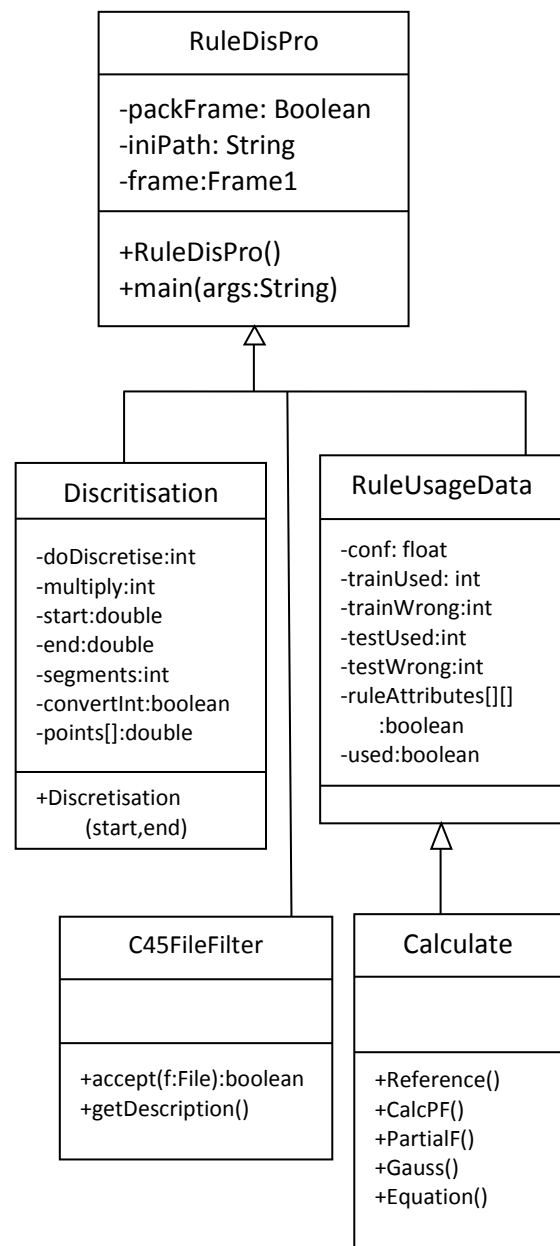 RuleDisPro
-packFrame: Boolean
-iniPath: String
-frame:Frame1
+RuleDisPro()
+main(args:String)
Discritisation
-doDiscretise:int
-multiply:int
-start:double
-end:double
-segments:int
-convertInt:boolean
-points[]:double
+Discretisation
(start,end)
RuleUsageData
-conf: float
-trainUsed: int
-trainWrong:int
-testUsed:int
-testWrong:int
-ruleAttributes[][]
:boolean
-used:boolean
C45FileFilter
+accept(f:File):boolean
+getDescription()
Calculate
+Reference()
+CalcPF()
+PartialF()
+Gauss()
+Equation()